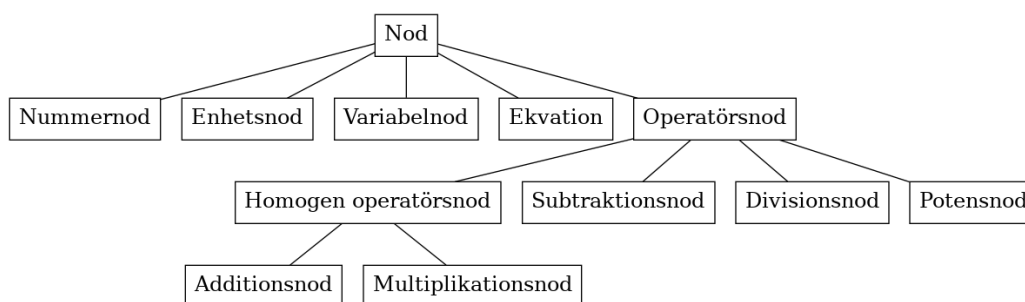 Nod
Nummernod
Enhetsnod
Variabelnod
Ekvation
Operatörsnod
Homogen operatörsnod
Subtraktionsnod
Divisionsnod
Potensnod
Additionsnod
Multiplikationsnod